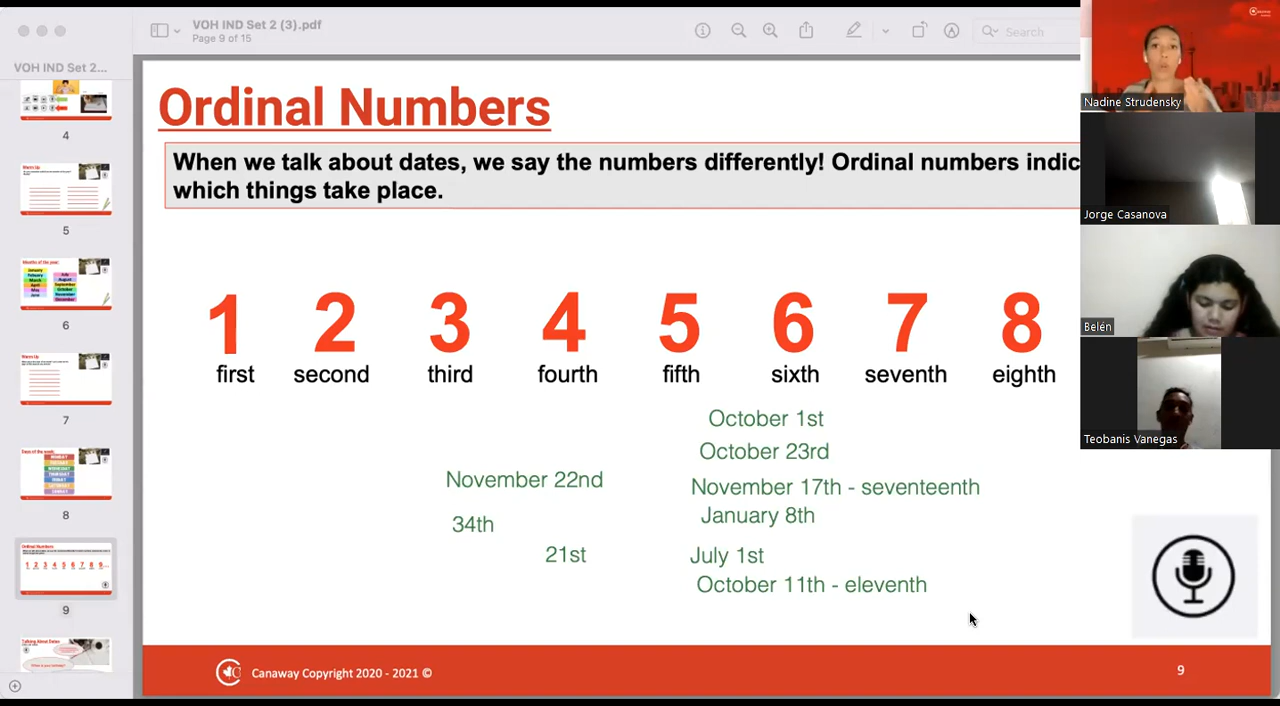 VOH IND Set 2 (3).pdf
Page 9 of 15
Search
VOH IND Set 2...
4
5
6
7
8
9
Ordinal Numbers
When we talk about dates, we say the numbers differently! Ordinal numbers indic
which things take place.
1 2 3 4 5 6 7 8
first second third fourth fifth sixth seventh eighth
October 1st
October 23rd
November 22nd
November 17th - seventeenth
January 8th
34th
21st
July 1st
October 11th - eleventh
Canaway Copyright 2020 - 2021 ©
9
Nadine Strudensky
Jorge Casanova
Belén
Teobanis Vanegas